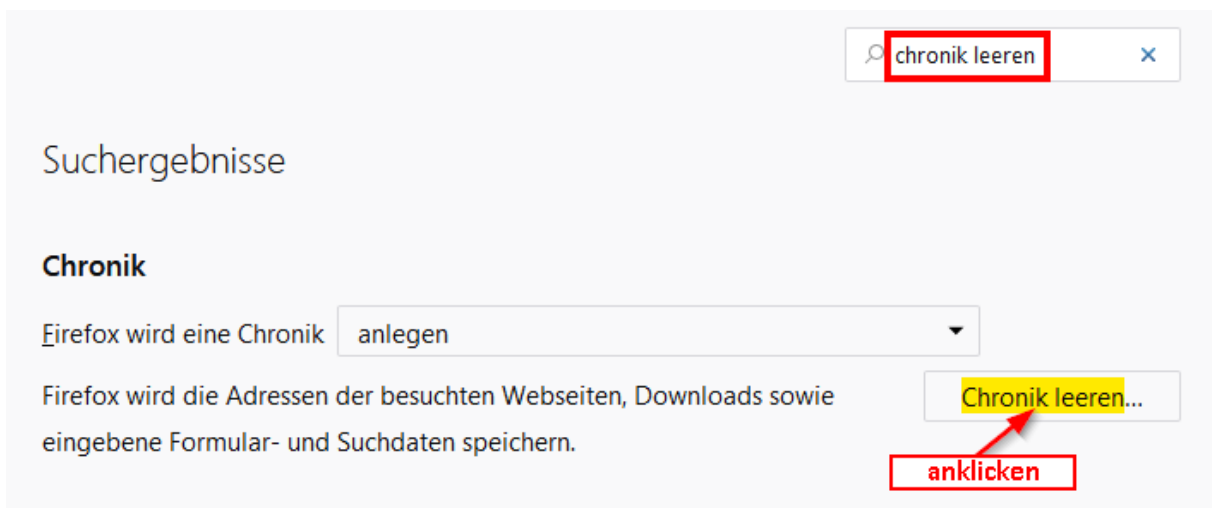 chronik leeren
Suchergebnisse
Chronik
Firefox wird eine Chronik anlegen
Firefox wird die Adressen der besuchten Webseiten, Downloads sowie
eingebene Formular- und Suchdaten speichern.
Chronik leeren...
anklicken